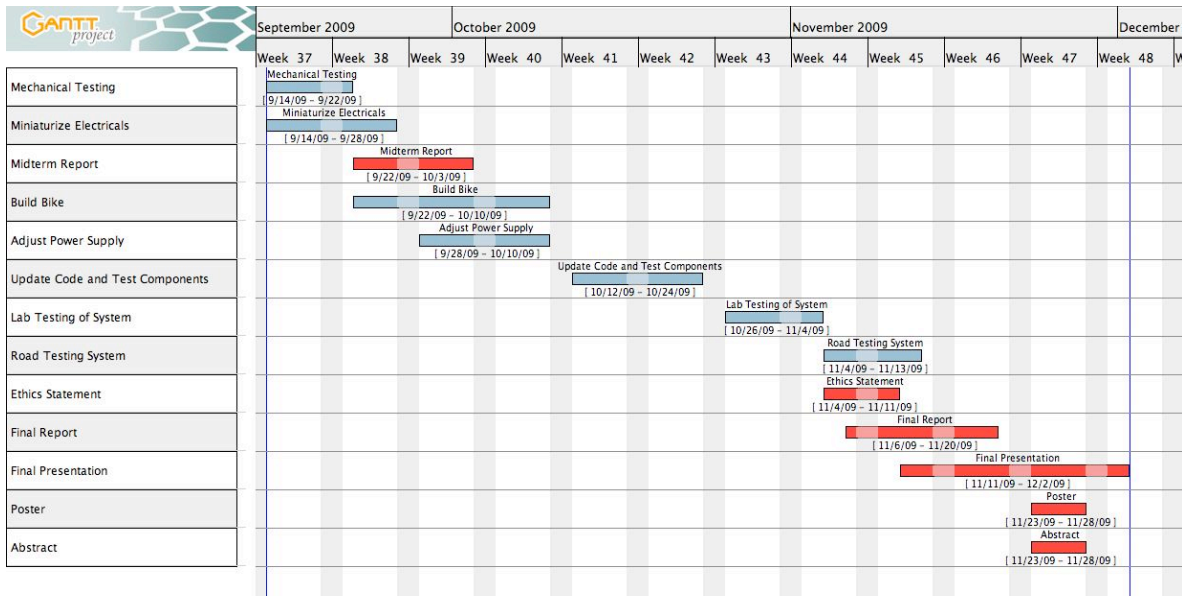 GANTT
project
September 2009 October 2009 November 2009 December
Week 37 Week 38 Week 39 Week 40 Week 41 Week 42 Week 43 Week 44 Week 45 Week 46 Week 47 Week 48
Mechanical Testing
Mechanical Testing
[ 9/14/09 - 9/22/09 ]
Miniaturize Electricals
Miniaturize Electricals
[ 9/14/09 - 9/28/09 ]
Midterm Report
Midterm Report
[ 9/22/09 - 10/3/09 ]
Build Bike
Build Bike
[ 9/22/09 - 10/10/09 ]
Adjust Power Supply
Adjust Power Supply
[ 9/28/09 - 10/10/09 ]
Update Code and Test Components
Update Code and Test Components
[ 10/12/09 - 10/24/09 ]
Lab Testing of System
Lab Testing of System
[ 10/26/09 - 11/4/09 ]
Road Testing System
Road Testing System
[ 11/4/09 - 11/13/09 ]
Ethics Statement
Ethics Statement
[ 11/4/09 - 11/11/09 ]
Final Report
Final Report
[ 11/6/09 - 11/20/09 ]
Final Presentation
Final Presentation
[ 11/11/09 - 12/2/09 ]
Poster
Poster
[ 11/23/09 - 11/28/09 ]
Abstract
Abstract
[ 11/23/09 - 11/28/09 ]